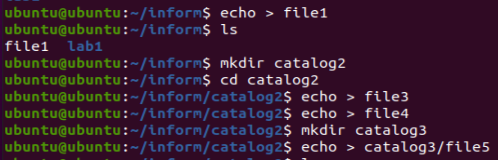 ubuntu@ubuntu:~/inform$ echo > file1
ubuntu@ubuntu:~/inform$ ls
file1 lab1
ubuntu@ubuntu:~/inform$ mkdir catalog2
ubuntu@ubuntu:~/inform$ cd catalog2
ubuntu@ubuntu:~/inform/catalog2$ echo > file3
ubuntu@ubuntu:~/inform/catalog2$ echo > file4
ubuntu@ubuntu:~/inform/catalog2$ mkdir catalog3
ubuntu@ubuntu:~/inform/catalog2$ echo > catalog3/file5